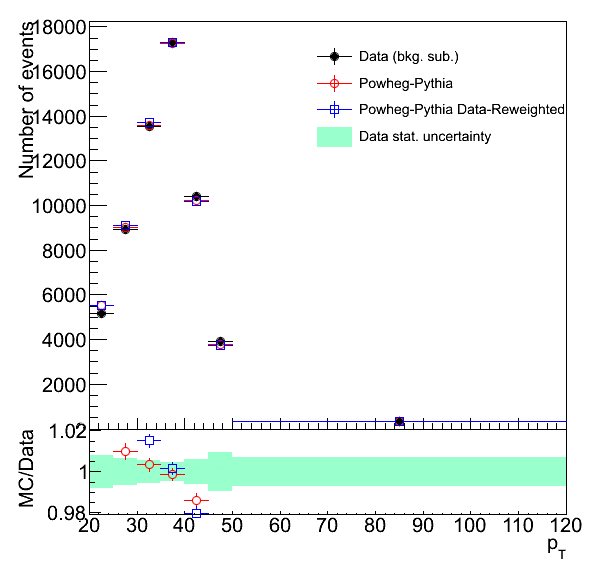 Number of events
18000
16000
14000
12000
10000
8000
6000
4000
2000
Data (bkg. sub.)
Powheg-Pythia
Powheg-Pythia Data-Reweighted
Data stat. uncertainty
MC/Data
1.02
1
0.98
20 30 40 50 60 70 80 90 100 110 120
pT